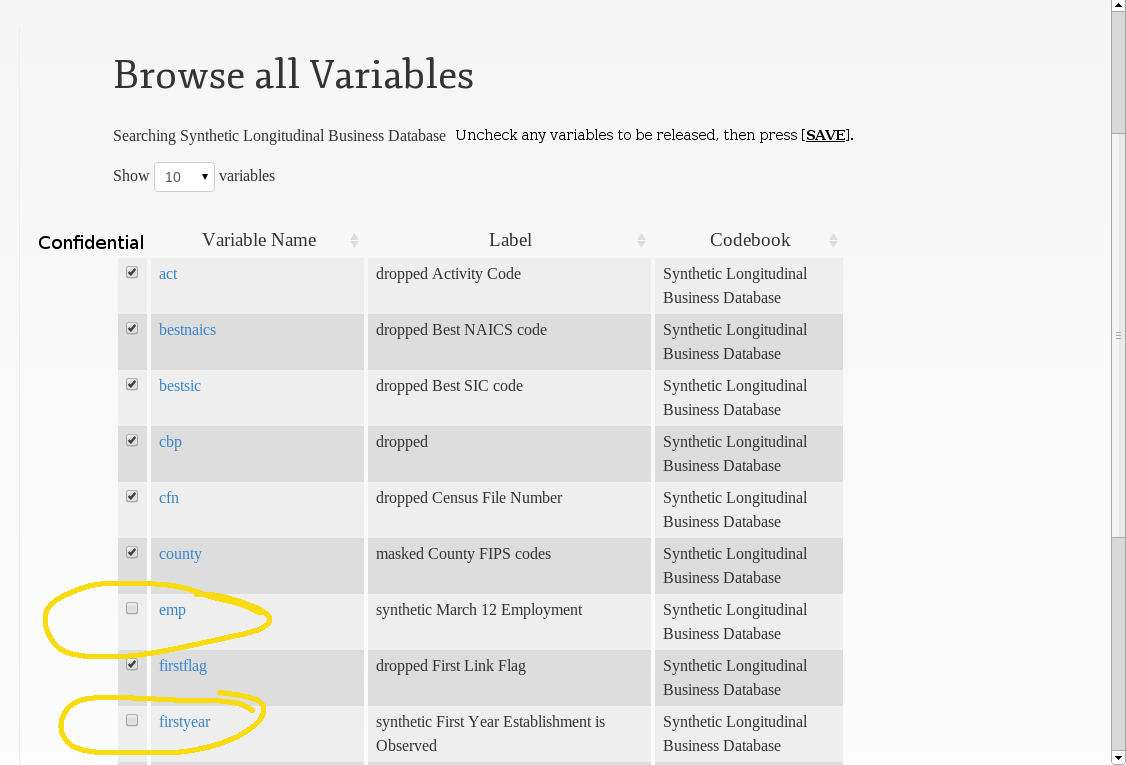 Browse all Variables
Searching Synthetic Longitudinal Business Database Uncheck any variables to be released, then press [SAVE].
Show 10 variables
Confidential Variable Name Label Codebook
act dropped Activity Code Synthetic Longitudinal
Business Database
bestnaics dropped Best NAICS code Synthetic Longitudinal
Business Database
bestsic dropped Best SIC code Synthetic Longitudinal
Business Database
cbp dropped Synthetic Longitudinal
Business Database
cfn dropped Census File Number Synthetic Longitudinal
Business Database
county masked County FIPS codes Synthetic Longitudinal
Business Database
emp synthetic March 12 Employment Synthetic Longitudinal
Business Database
firstflag dropped First Link Flag Synthetic Longitudinal
Business Database
firstyear synthetic First Year Establishment is Synthetic Longitudinal
Observed Business Database